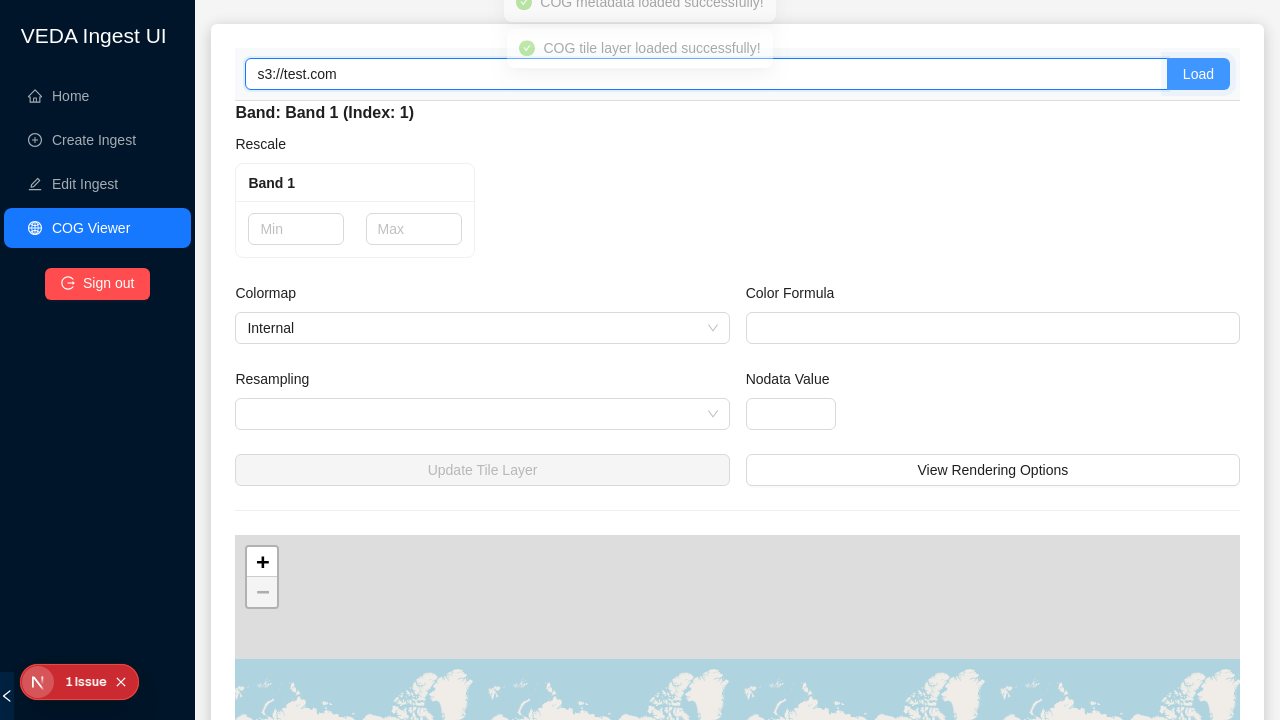 VEDA Ingest UI
Home
Create Ingest
Edit Ingest
COG Viewer
Sign out
1 Issue
COG metadata loaded successfully!
COG tile layer loaded successfully!
s3://test.com
Load
Band: Band 1 (Index: 1)
Rescale
Band 1
Min
Max
Colormap
Color Formula
Internal
Resampling
Nodata Value
Update Tile Layer
View Rendering Options
+
−